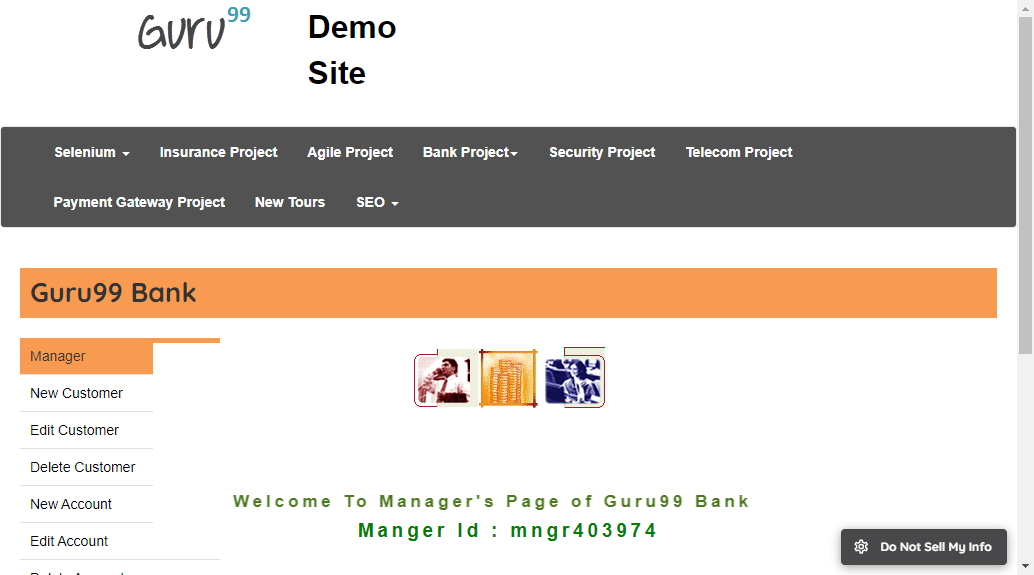 Guru99
Demo
Site
Selenium
Insurance Project
Agile Project
Bank Project
Security Project
Telecom Project
Payment Gateway Project
New Tours
SEO
Guru99 Bank
Manager
New Customer
Edit Customer
Delete Customer
New Account
Edit Account
Welcome To Manager's Page of Guru99 Bank
Manger Id : mngr403974
Do Not Sell My Info